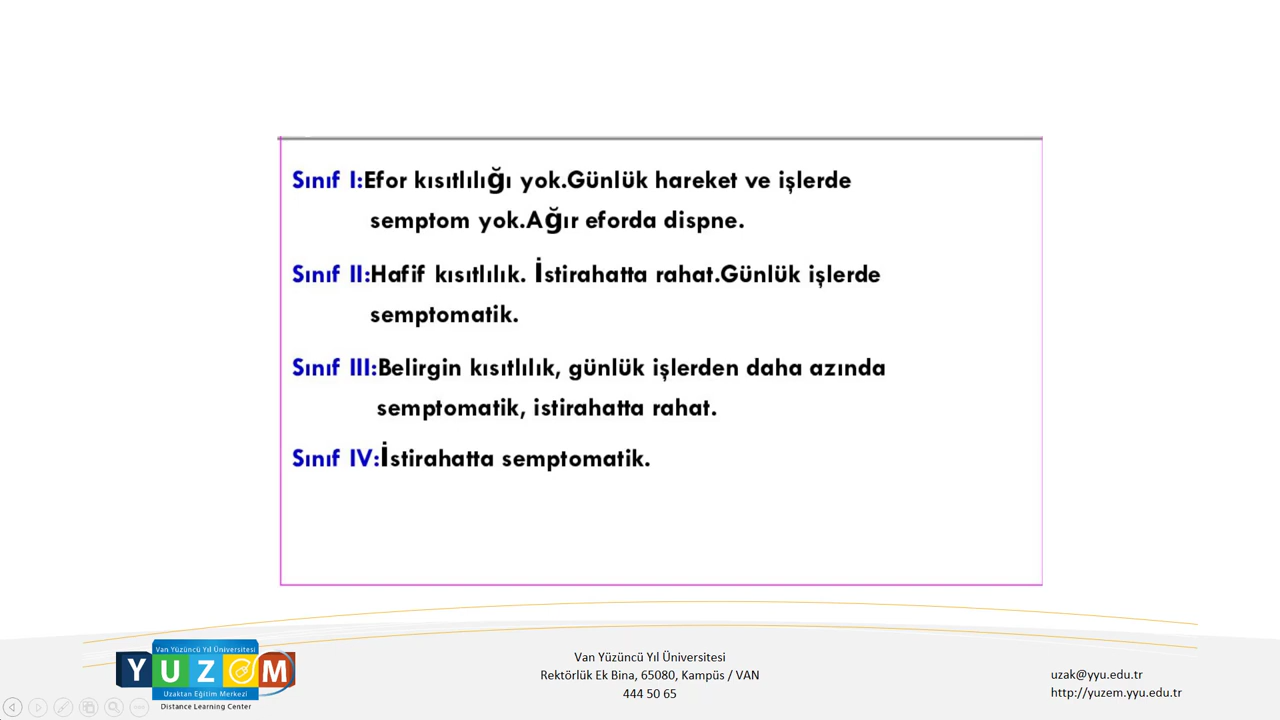 Sınıf I:Efor kısıtlılığı yok.Günlük hareket ve işlerde
semptom yok.Ağır eforda dispne.
Sınıf II:Hafif kısıtlılık. İstirahatta rahat.Günlük işlerde
semptomatik.
Sınıf III:Belirgin kısıtlılık, günlük işlerden daha azında
semptomatik, istirahatta rahat.
Sınıf IV:İstirahatta semptomatik.
Van Yüzüncü Yıl Üniversitesi
YUZEM
Uzaktan Eğitim Merkezi
Distance Learning Center
Van Yüzüncü Yıl Üniversitesi
Rektörlük Ek Bina, 65080, Kampüs / VAN
444 50 65
uzak@yyu.edu.tr
http://yuzem.yyu.edu.tr